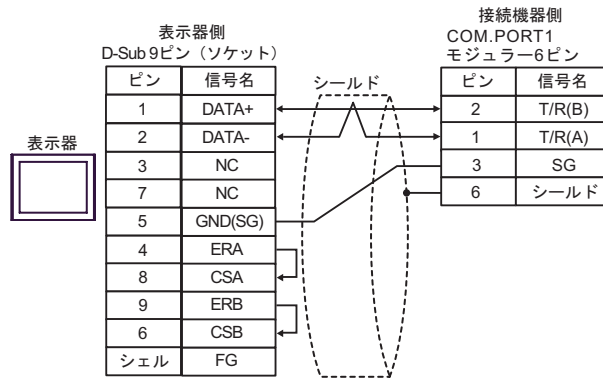 表示器側
D-Sub 9ピン（ソケット）
接続機器側
COM.PORT1
モジュラー6ピン
表示器
シールド
ピン 信号名
1 DATA+
2 DATA-
3 NC
7 NC
5 GND(SG)
4 ERA
8 CSA
9 ERB
6 CSB
シェル FG
ピン 信号名
2 T/R(B)
1 T/R(A)
3 SG
6 シールド